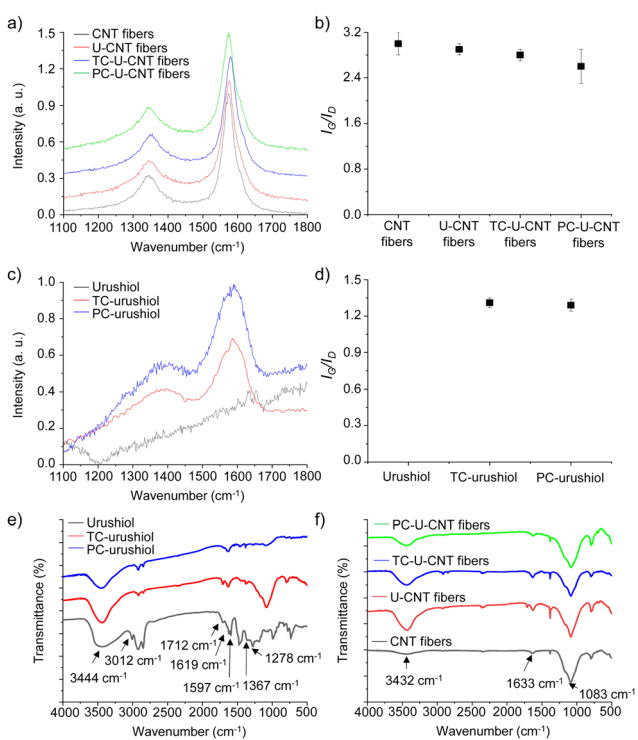 a)
CNT fibers
U-CNT fibers
TC-U-CNT fibers
PC-U-CNT fibers
Intensity (a. u.)
1.5
1.2
0.9
0.6
0.3
0.0
1100 1200 1300 1400 1500 1600 1700 1800
Wavenumber (cm⁻¹)
b)
I_G/I_D
3.2
2.4
1.6
0.8
0.0
CNT fibers
U-CNT fibers
TC-U-CNT fibers
PC-U-CNT fibers
c)
Urushiol
TC-urushiol
PC-urushiol
Intensity (a. u.)
1.0
0.8
0.6
0.4
0.2
0.0
1100 1200 1300 1400 1500 1600 1700 1800
Wavenumber (cm⁻¹)
d)
I_G/I_D
1.5
1.2
0.9
0.6
0.3
0.0
Urushiol TC-urushiol PC-urushiol
e)
Urushiol
TC-urushiol
PC-urushiol
Transmittance (%)
3444 cm⁻¹
3012 cm⁻¹
1712 cm⁻¹
1619 cm⁻¹
1597 cm⁻¹
1367 cm⁻¹
1278 cm⁻¹
4000 3500 3000 2500 2000 1500 1000 500
Wavenumber (cm⁻¹)
f)
PC-U-CNT fibers
TC-U-CNT fibers
U-CNT fibers
CNT fibers
Transmittance (%)
3432 cm⁻¹
1633 cm⁻¹
1083 cm⁻¹
4000 3500 3000 2500 2000 1500 1000 500
Wavenumber (cm⁻¹)